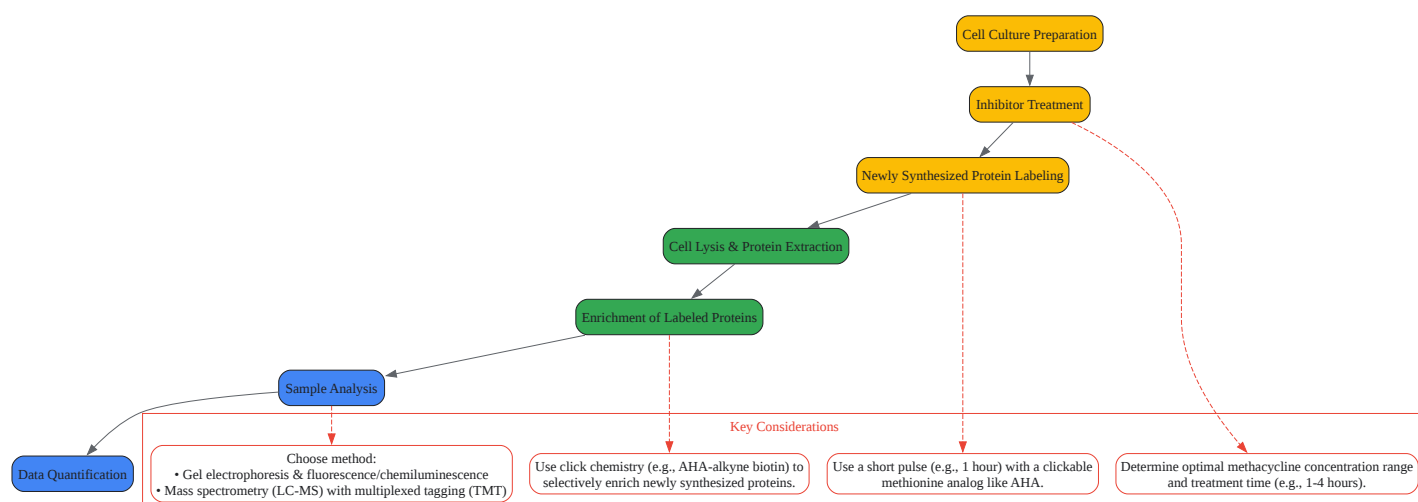 Cell Culture Preparation
Inhibitor Treatment
Newly Synthesized Protein Labeling
Cell Lysis & Protein Extraction
Enrichment of Labeled Proteins
Sample Analysis
Data Quantification
Key Considerations
Choose method:
• Gel electrophoresis & fluorescence/chemiluminescence
• Mass spectrometry (LC-MS) with multiplexed tagging (TMT)
Use click chemistry (e.g., AHA-alkyne biotin) to
selectively enrich newly synthesized proteins.
Use a short pulse (e.g., 1 hour) with a clickable
methionine analog like AHA.
Determine optimal methacycline concentration range
and treatment time (e.g., 1-4 hours).